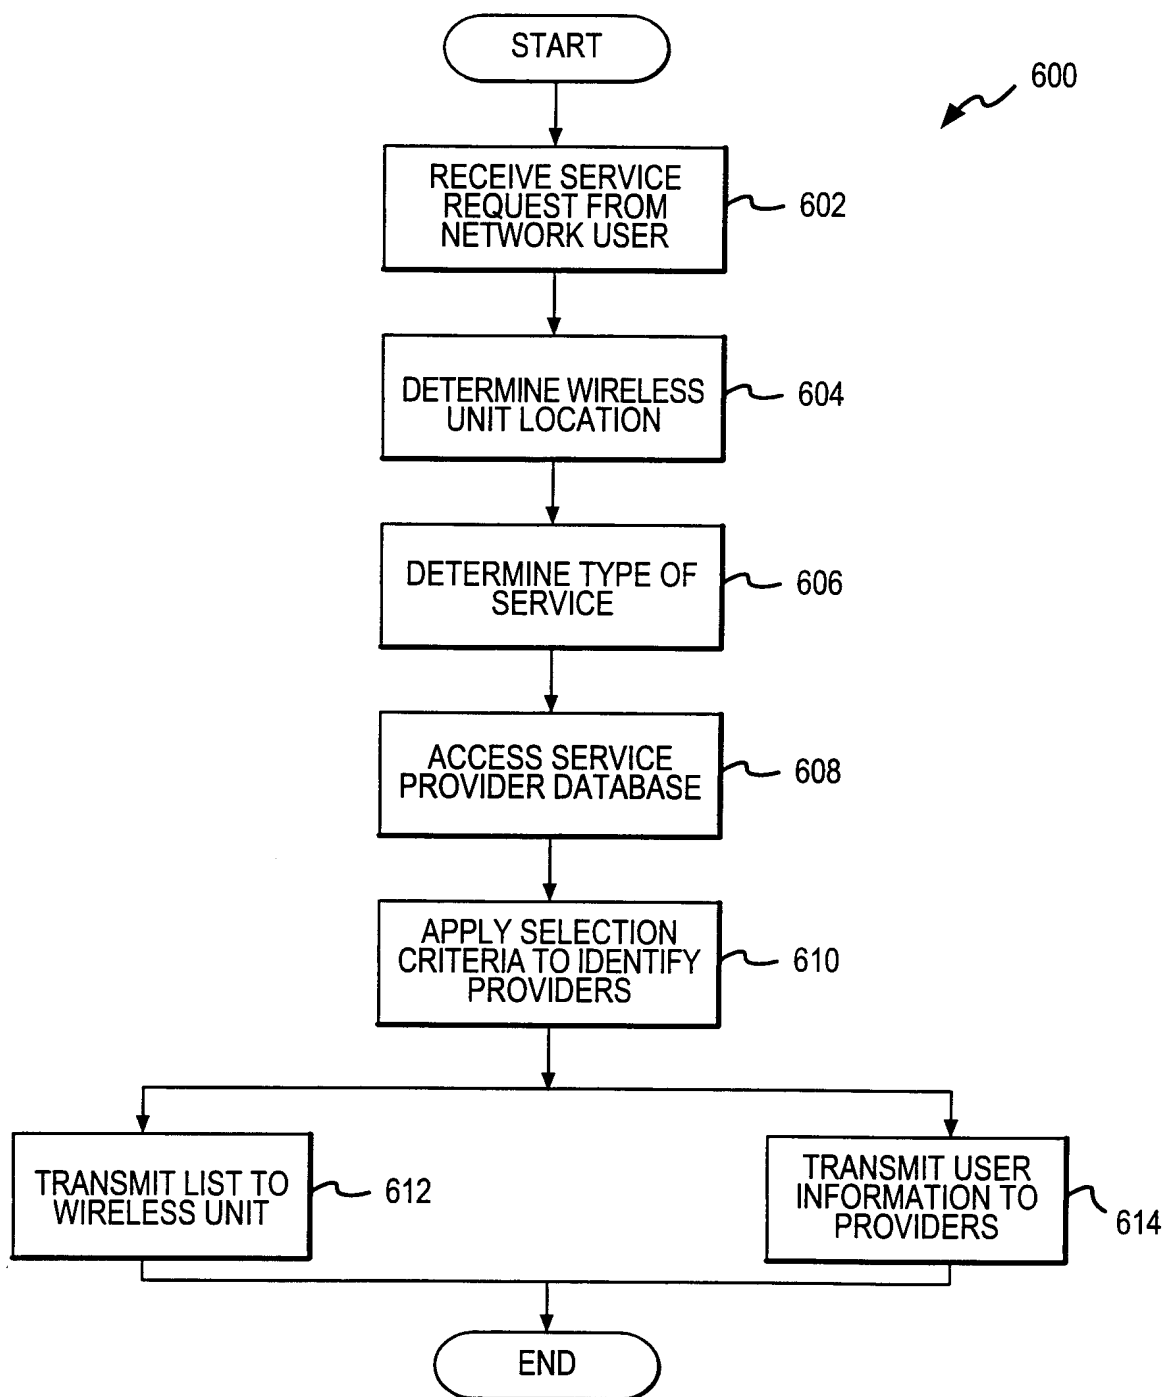 START
600
RECEIVE SERVICE
REQUEST FROM
NETWORK USER
602
DETERMINE WIRELESS
UNIT LOCATION
604
DETERMINE TYPE OF
SERVICE
606
ACCESS SERVICE
PROVIDER DATABASE
608
APPLY SELECTION
CRITERIA TO IDENTIFY
PROVIDERS
610
TRANSMIT LIST TO
WIRELESS UNIT
612
TRANSMIT USER
INFORMATION TO
PROVIDERS
614
END